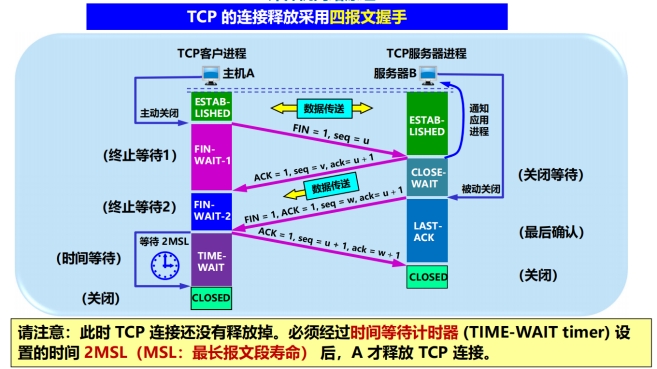 TCP 的连接释放采用四报文握手
TCP客户进程
TCP服务器进程
主机A
服务器B
ESTAB-
LISHED
主动关闭
数据传送
ESTAB-
LISHED
通知
应用
进程
FIN = 1, seq = u
(终止等待1)
FIN-
WAIT-1
ACK = 1, seq = v, ack= u + 1
CLOSE-
WAIT
(关闭等待)
数据传送
被动关闭
(终止等待2)
FIN-
WAIT-2
FIN = 1, ACK = 1, seq = w, ack= u + 1
LAST-
ACK
(最后确认)
ACK = 1, seq = u + 1, ack = w + 1
等待 2MSL
(时间等待)
TIME-
WAIT
CLOSED
(关闭)
(关闭)
CLOSED
请注意：此时 TCP 连接还没有释放掉。必须经过时间等待计时器 (TIME-WAIT timer) 设
置的时间 2MSL（MSL：最长报文段寿命）后，A 才释放 TCP 连接。